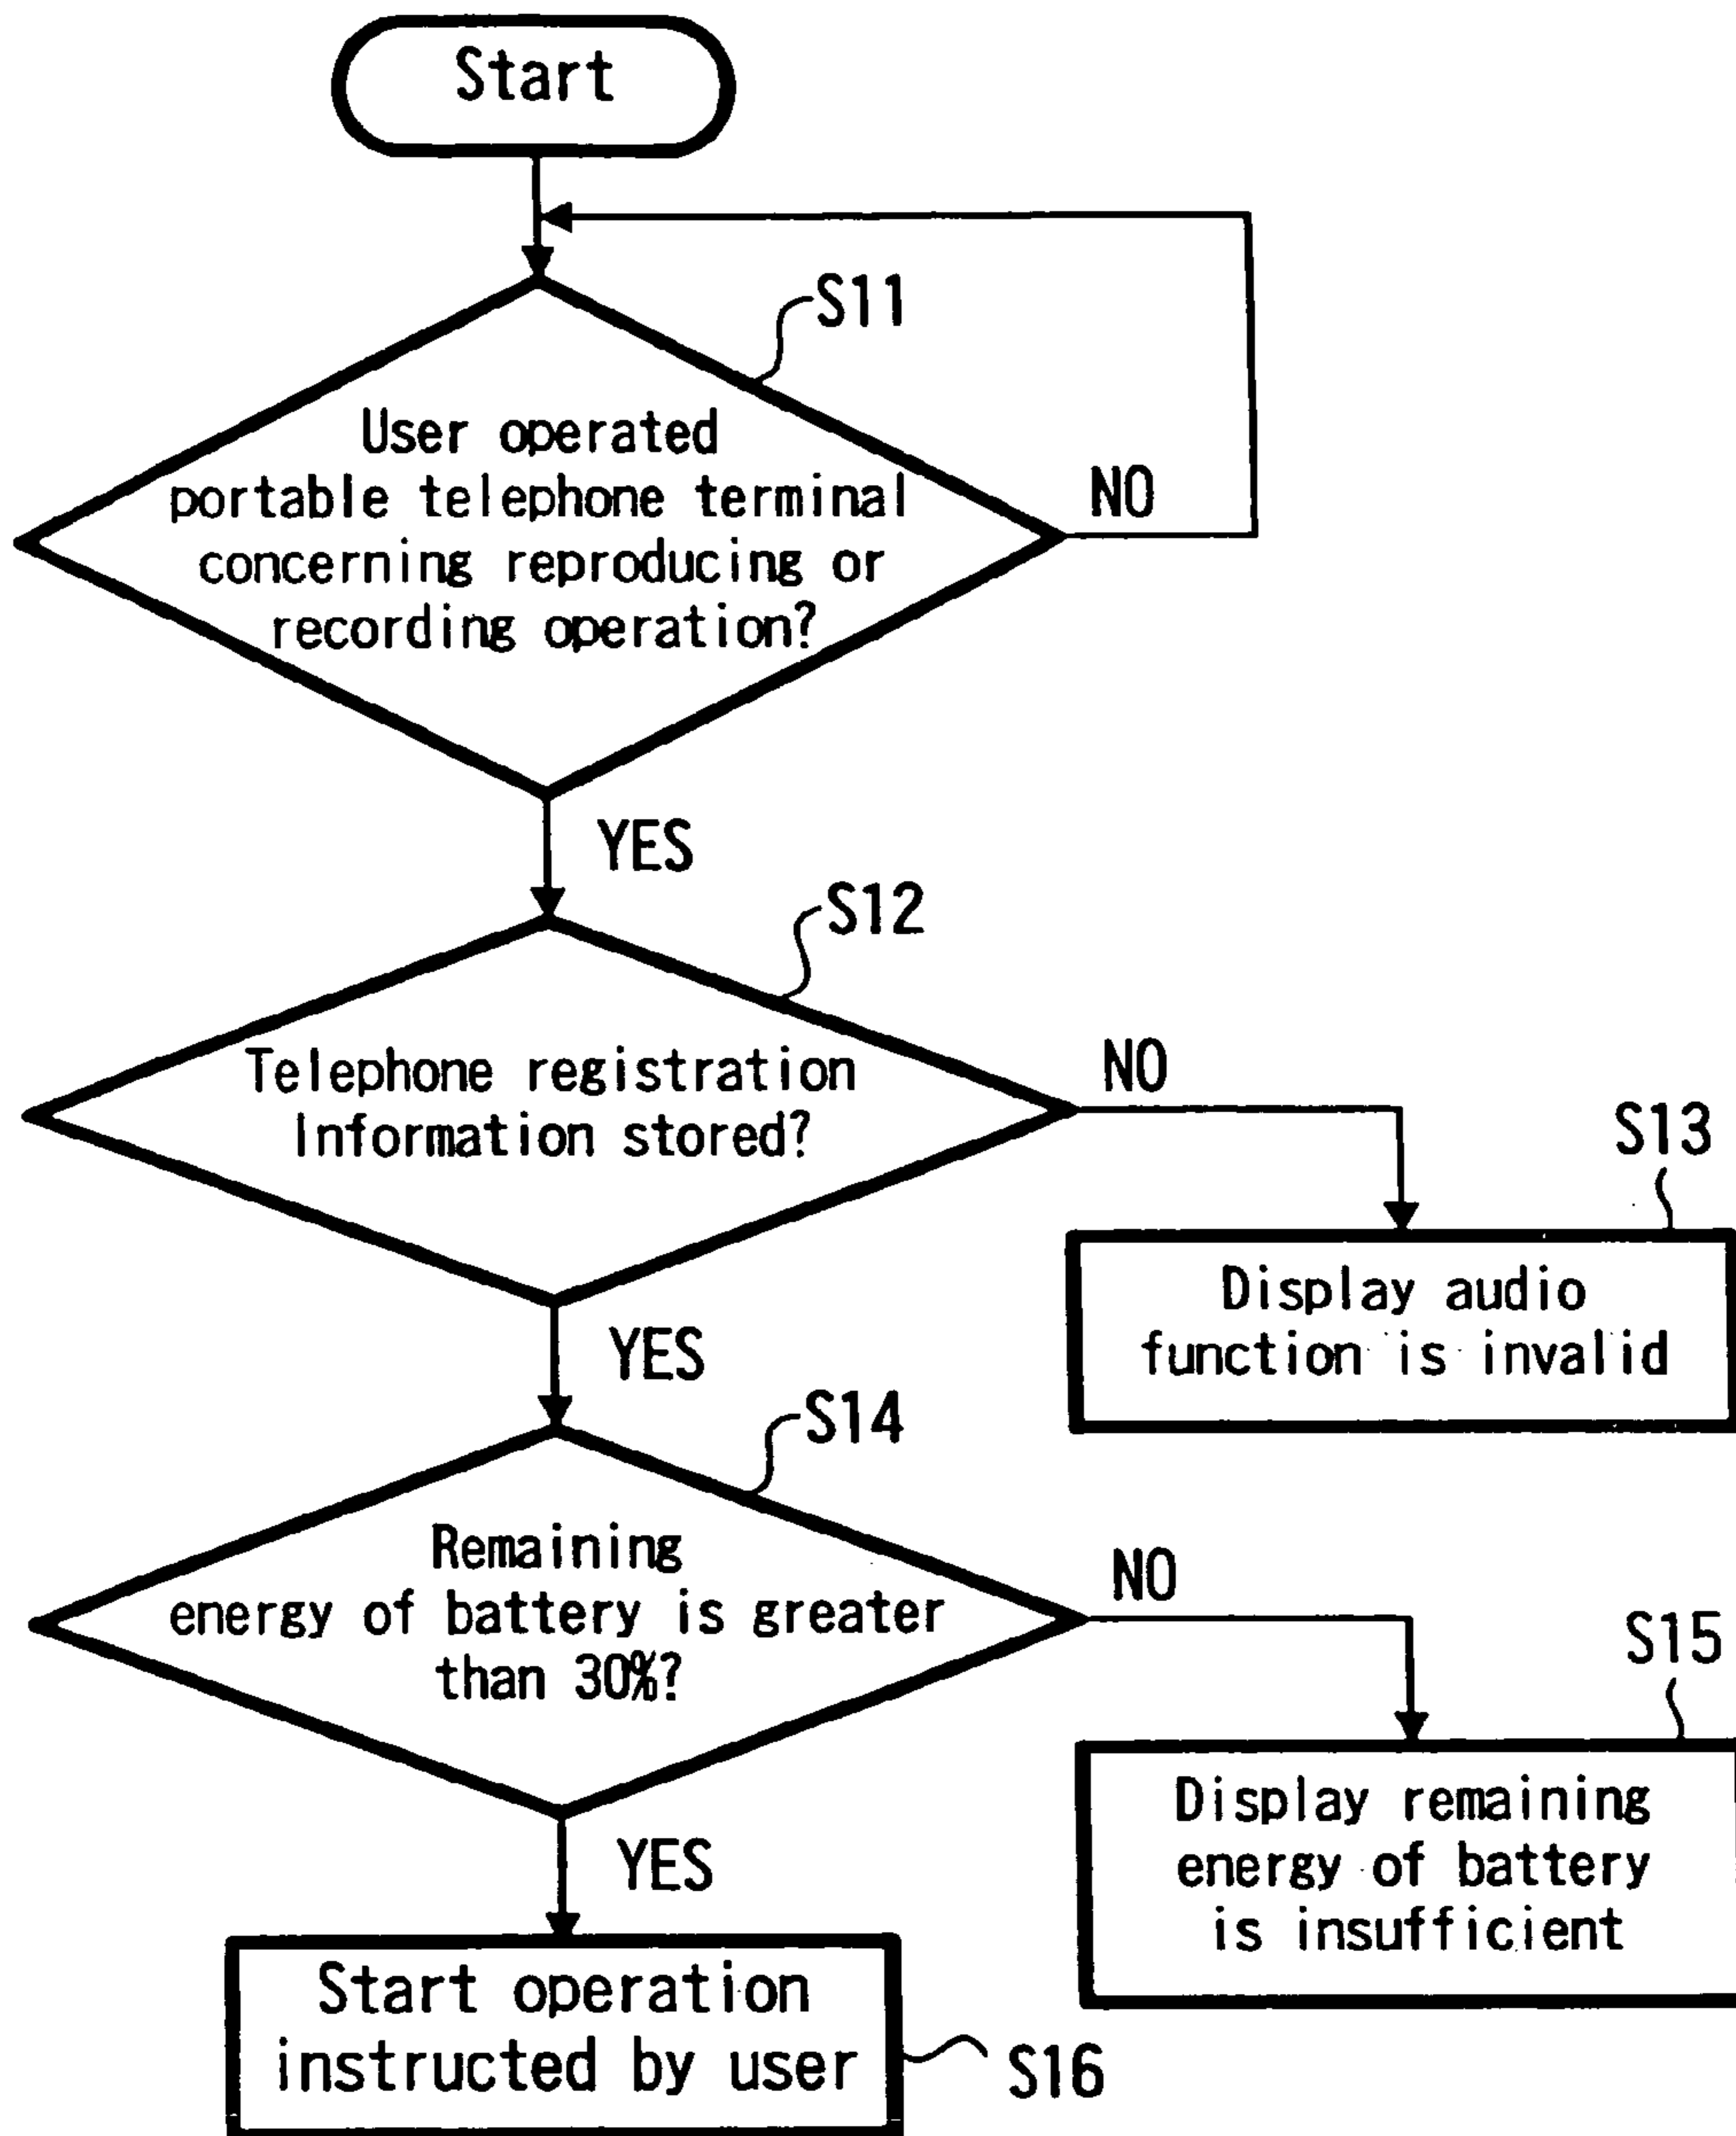 Start
S11
User operated
portable telephone terminal
concerning reproducing or
recording operation?
NO
YES
S12
Telephone registration
Information stored?
NO
S13
Display audio
function is invalid
YES
S14
Remaining
energy of battery is greater
than 30%?
NO
S15
Display remaining
energy of battery
is insufficient
YES
Start operation
instructed by user
S16